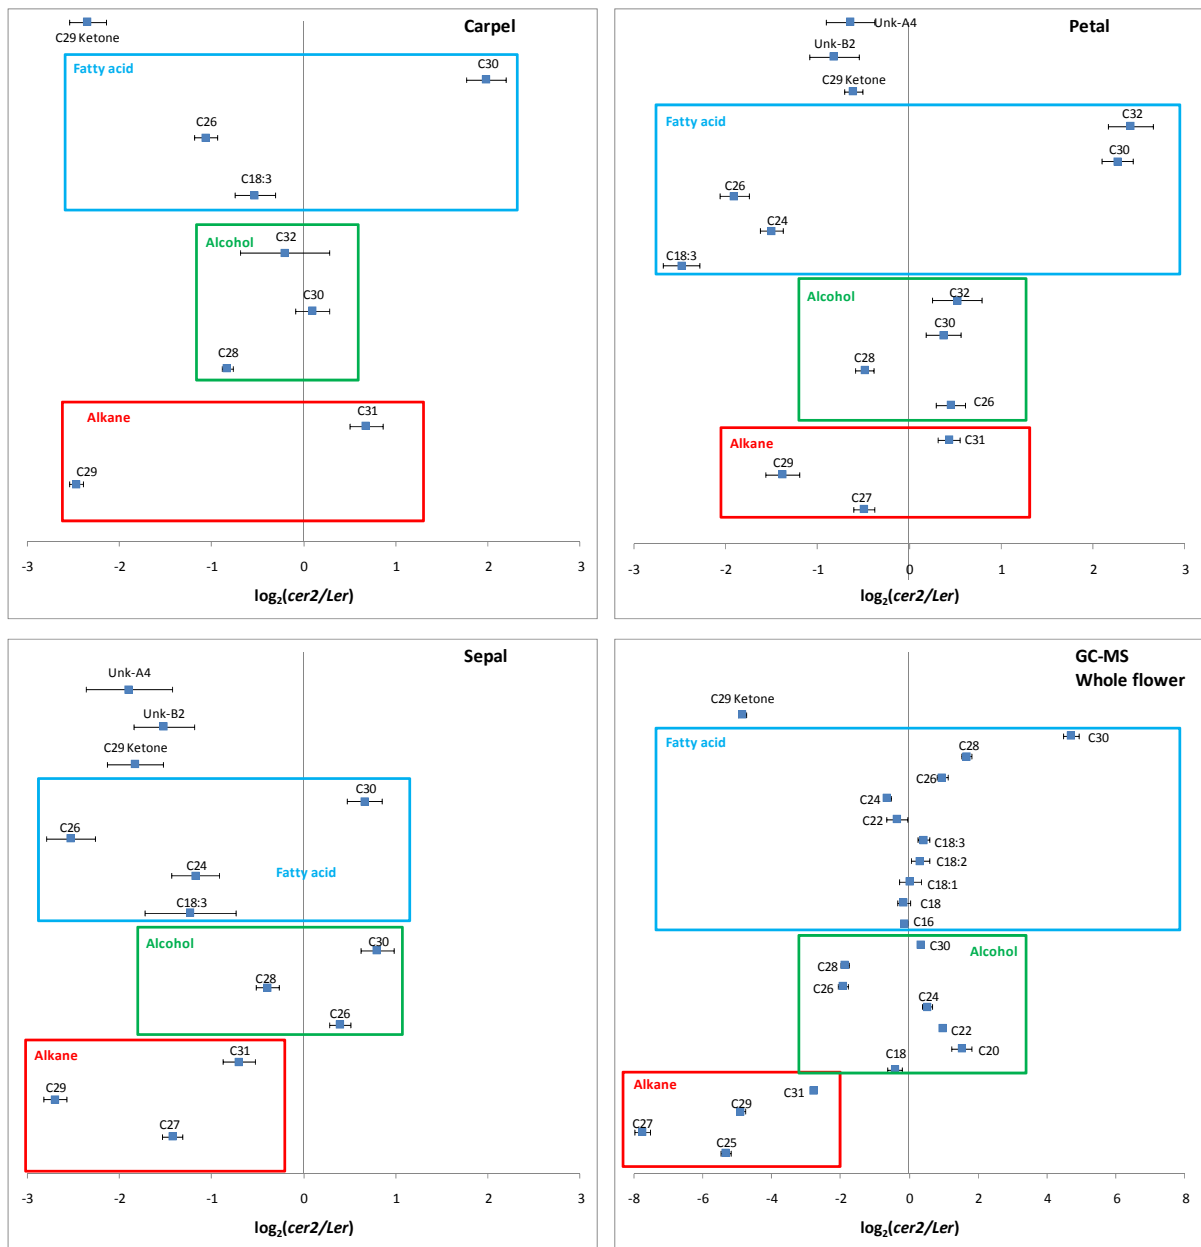 Carpel
C29 Ketone
Fatty acid
C30
C26
C18:3
Alcohol
C32
C30
C28
Alkane
C31
C29
-3 -2 -1 0 1 2 3
log₂(cer2/Ler)
Petal
Unk-A4
Unk-B2
C29 Ketone
Fatty acid
C32
C30
C26
C24
C18:3
Alcohol
C32
C30
C28
C26
Alkane
C31
C29
C27
-3 -2 -1 0 1 2 3
log₂(cer2/Ler)
Sepal
Unk-A4
Unk-B2
C29 Ketone
C30
C26
C24
Fatty acid
C18:3
Alcohol
C30
C28
C26
Alkane
C31
C29
C27
-3 -2 -1 0 1 2 3
log₂(cer2/Ler)
GC-MS
Whole flower
C29 Ketone
Fatty acid
C30
C28
C26
C24
C22
C18:3
C18:2
C18:1
C18
C16
C30
Alcohol
C28
C26
C24
C22
C20
C18
Alkane
C31
C29
C27
C25
-8 -6 -4 -2 0 2 4 6 8
log₂(cer2/Ler)